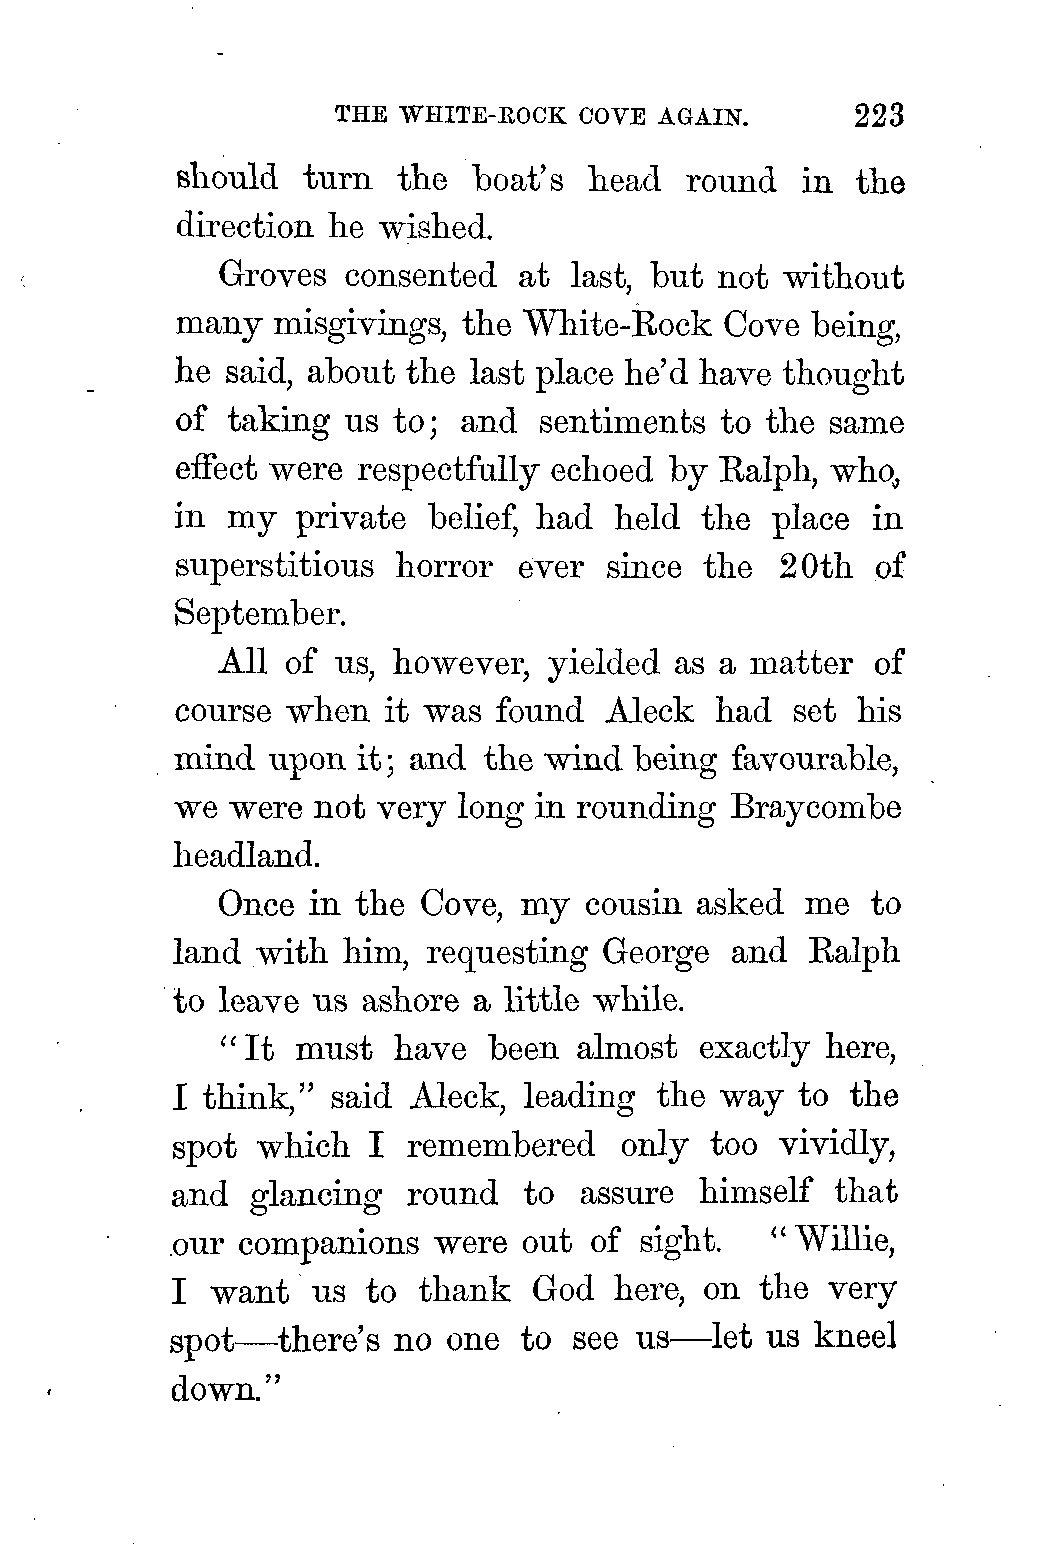 THE WHITE-ROCK COVE AGAIN. 223
should turn the boat's head round in the
direction he wished.
Groves consented at last, but not without
many misgivings, the White-Rock Cove being,
he said, about the last place he'd have thought
of taking us to; and sentiments to the same
effect were respectfully echoed by Ralph, who,
in my private belief, had held the place in
superstitious horror ever since the 20th of
September.
All of us, however, yielded as a matter of
course when it was found Aleck had set his
mind upon it; and the wind being favourable,
we were not very long in rounding Braycombe
headland.
Once in the Cove, my cousin asked me to
land with him, requesting George and Ralph
to leave us ashore a little while.
"It must have been almost exactly here,
I think," said Aleck, leading the way to the
spot which I remembered only too vividly,
and glancing round to assure himself that
our companions were out of sight. "Willie,
I want us to thank God here, on the very
spot—there's no one to see us—let us kneel
down."